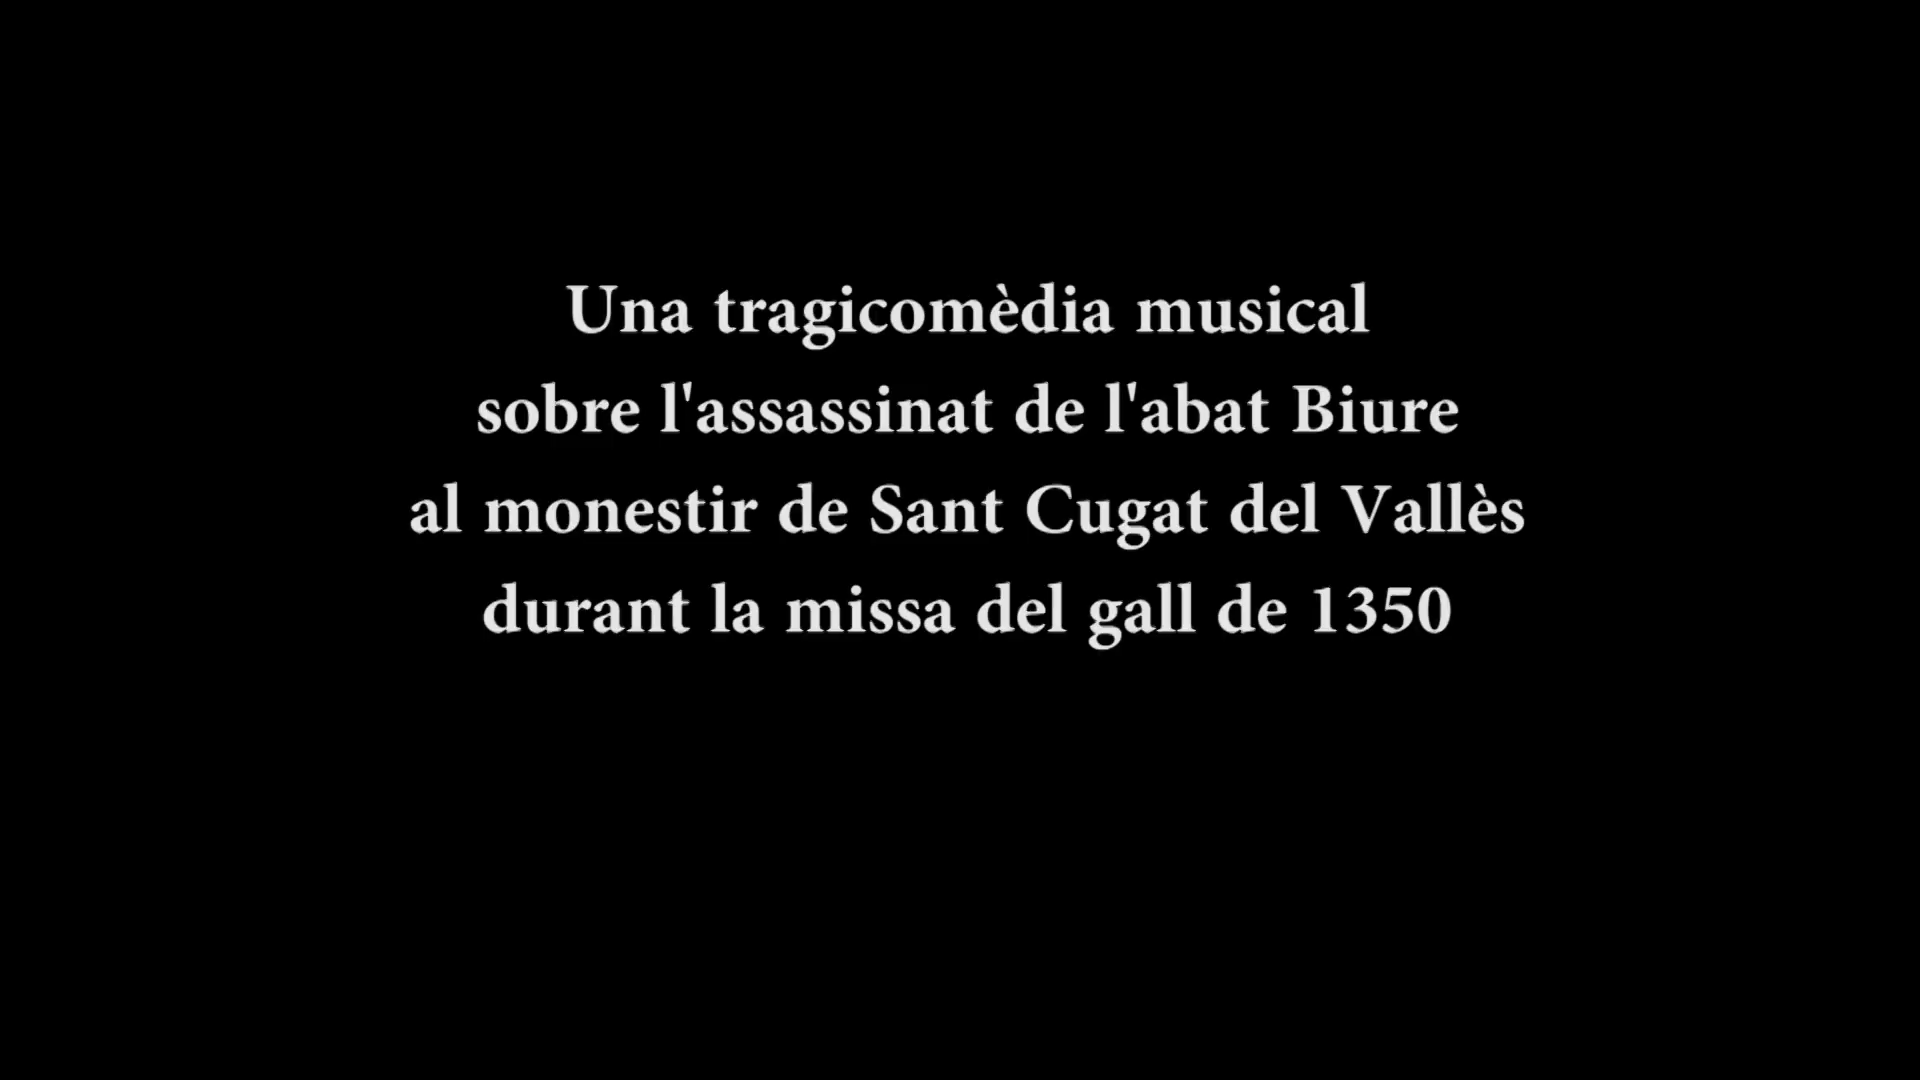 Una tragicomèdia musical
sobre l'assassinat de l'abat Biure
al monestir de Sant Cugat del Vallès
durant la missa del gall de 1350